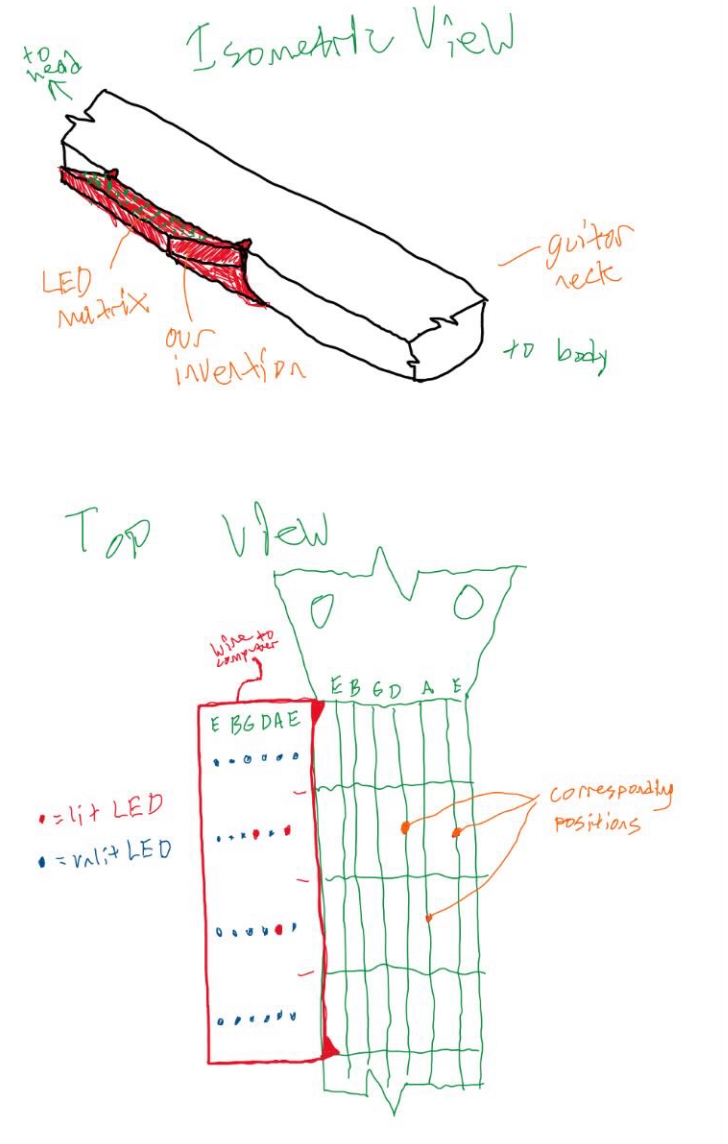 Isometric View
to
head
LED
matrix
our
invention
guitar
neck
to body
Top View
wire to
computer
E B G D A E
E B G D A E
• = lit LED
• = unlit LED
corresponding
positions